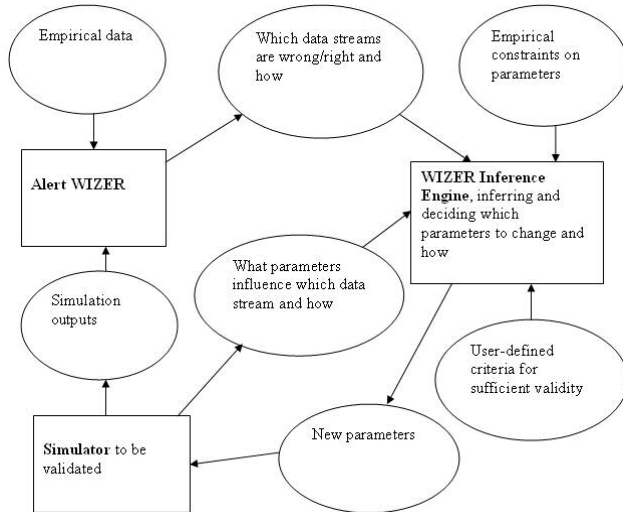 Empirical data
Which data streams
are wrong/right and
how
Empirical
constraints on
parameters
Alert WIZER
WIZER Inference
Engine, inferring and
deciding which
parameters to change and
how
What parameters
influence which data
stream and how
Simulation
outputs
User-defined
criteria for
sufficient validity
Simulator to be
validated
New parameters